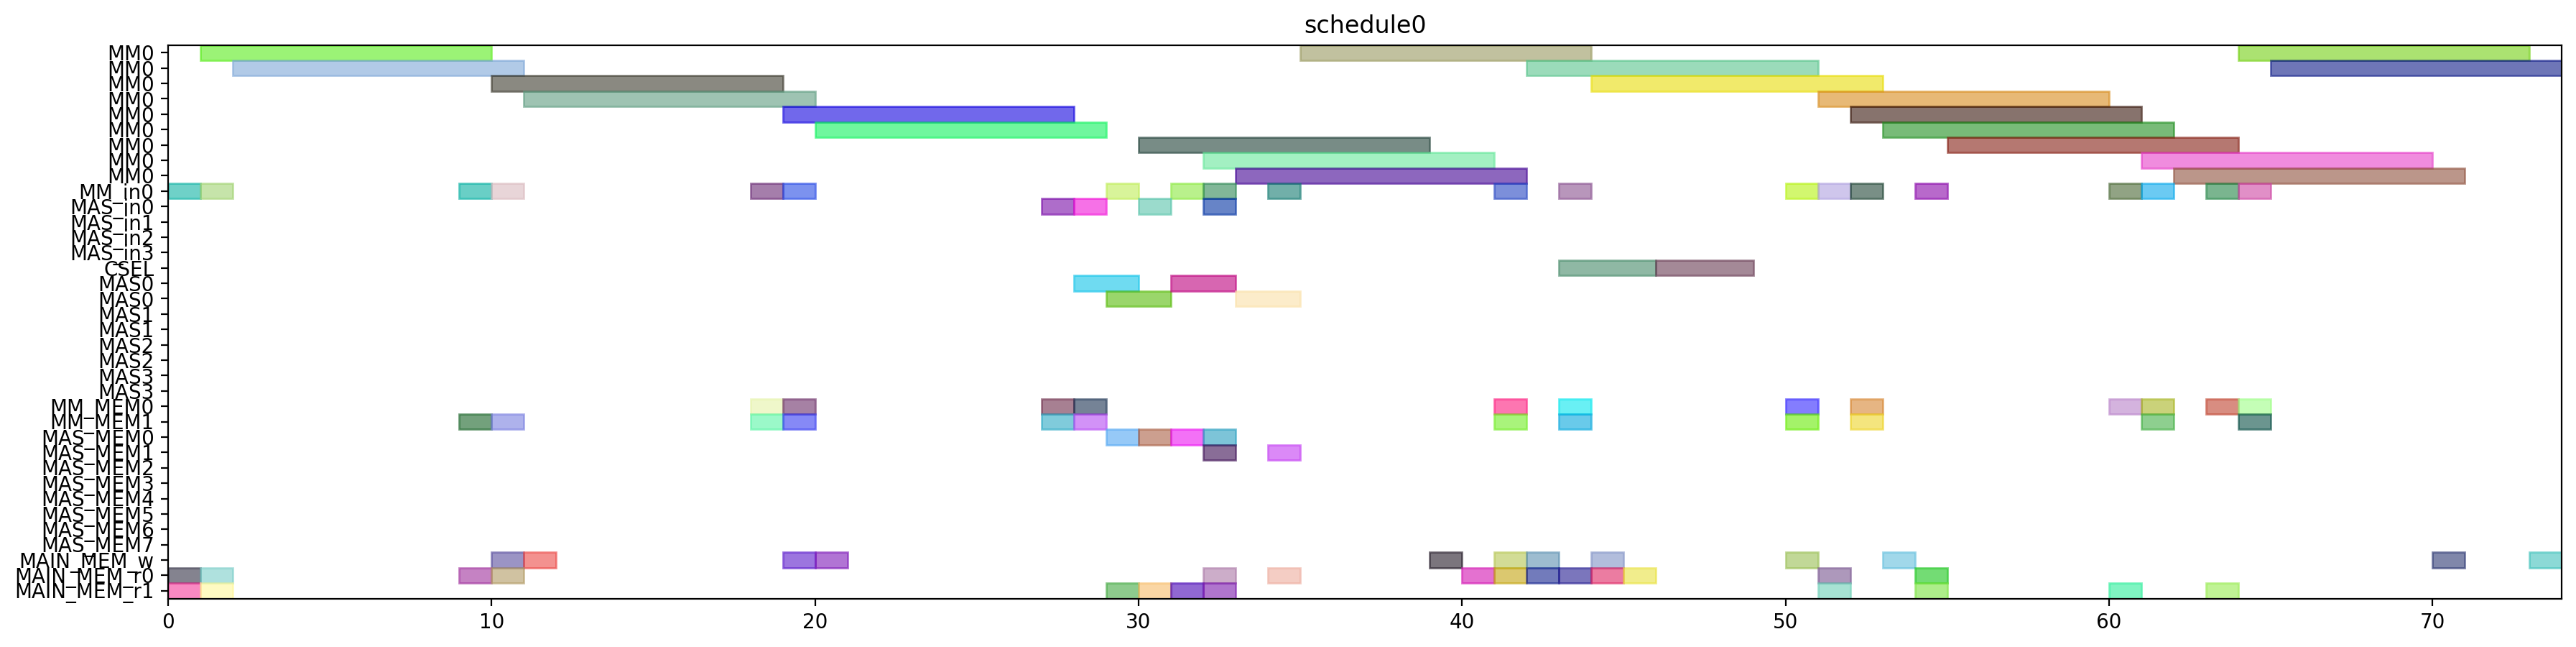 schedule0
MM0
MM0
MM0
MM0
MM0
MM0
MM0
MM0
MM0
MM_in0
MAS_in0
MAS_in1
MAS_in2
MAS_in3
CSEL
MAS0
MAS0
MAS1
MAS1
MAS2
MAS2
MAS3
MAS3
MM_MEM0
MM_MEM1
MAS_MEM0
MAS_MEM1
MAS_MEM2
MAS_MEM3
MAS_MEM4
MAS_MEM5
MAS_MEM6
MAS_MEM7
MAIN_MEM_w
MAIN_MEM_r0
MAIN_MEM_r1
0 10 20 30 40 50 60 70